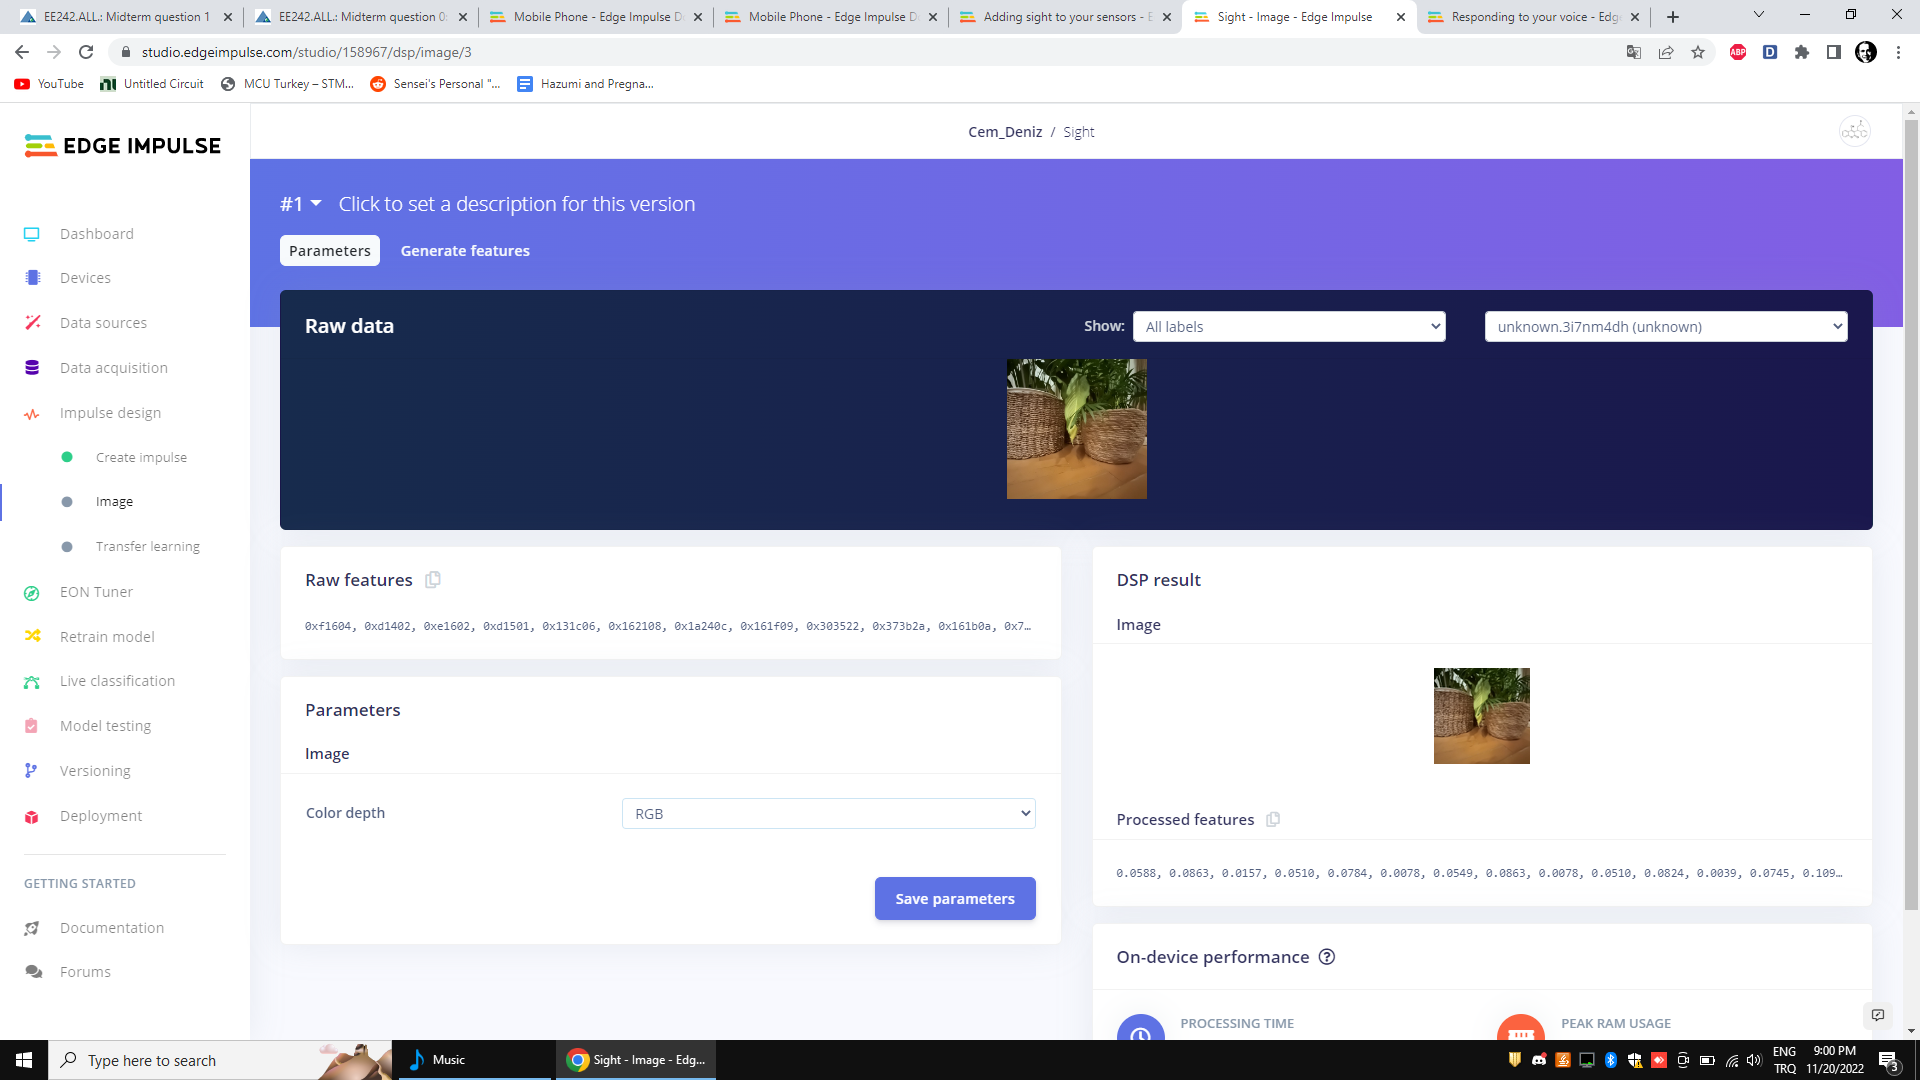 EE242.ALL.: Midterm question 1
EE242.ALL.: Midterm question 0
Mobile Phone - Edge Impulse D
Mobile Phone - Edge Impulse D
Adding sight to your sensors - E
Sight - Image - Edge Impulse
Responding to your voice - Edg
studio.edgeimpulse.com/studio/158967/dsp/image/3
ABP
D
YouTube
Untitled Circuit
MCU Turkey – STM...
Sensei's Personal "...
Hazumi and Pregna...
EDGE IMPULSE
Cem_Deniz / Sight
#1 Click to set a description for this version
Parameters
Generate features
Dashboard
Devices
Data sources
Data acquisition
Impulse design
Create impulse
Image
Transfer learning
EON Tuner
Retrain model
Live classification
Model testing
Versioning
Deployment
GETTING STARTED
Documentation
Forums
Raw data
Show:
All labels
unknown.3i7nm4dh (unknown)
Raw features
0xf1604, 0xd1402, 0xe1602, 0xd1501, 0x131c06, 0x162108, 0x1a240c, 0x161f09, 0x303522, 0x373b2a, 0x161b0a, 0x7…
Parameters
Image
Color depth
RGB
Save parameters
DSP result
Image
Processed features
0.0588, 0.0863, 0.0157, 0.0510, 0.0784, 0.0078, 0.0549, 0.0863, 0.0078, 0.0510, 0.0824, 0.0039, 0.0745, 0.109…
On-device performance
PROCESSING TIME
PEAK RAM USAGE
Type here to search
Music
Sight - Image - Edg...
ENG
TRQ
9:00 PM
11/20/2022
3